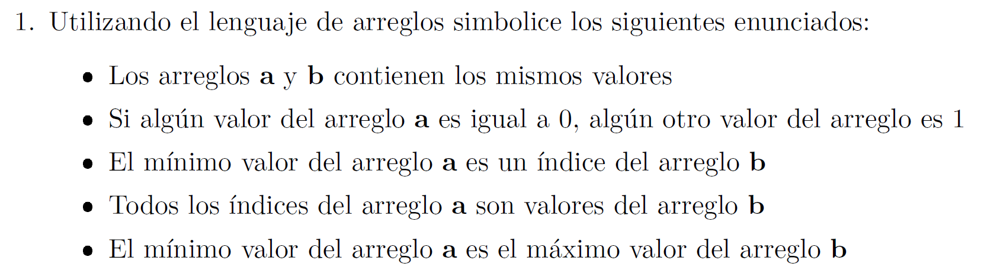 1. Utilizando el lenguaje de arreglos simbolice los siguientes enunciados:
• Los arreglos a y b contienen los mismos valores
• Si algún valor del arreglo a es igual a 0, algún otro valor del arreglo es 1
• El mínimo valor del arreglo a es un índice del arreglo b
• Todos los índices del arreglo a son valores del arreglo b
• El mínimo valor del arreglo a es el máximo valor del arreglo b